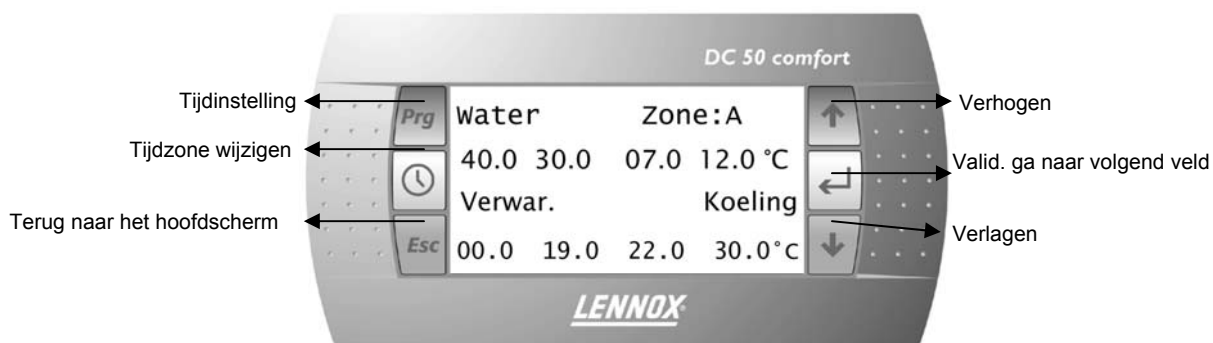 DC 50 comfort
Tijdinstelling
Prg
Water Zone:A
Verhogen
Tijdzone wijzigen
40.0 30.0 07.0 12.0 °C
Valid. ga naar volgend veld
Verwar. Koeling
Terug naar het hoofdscherm
Esc
00.0 19.0 22.0 30.0°C
Verlagen
LENNOX